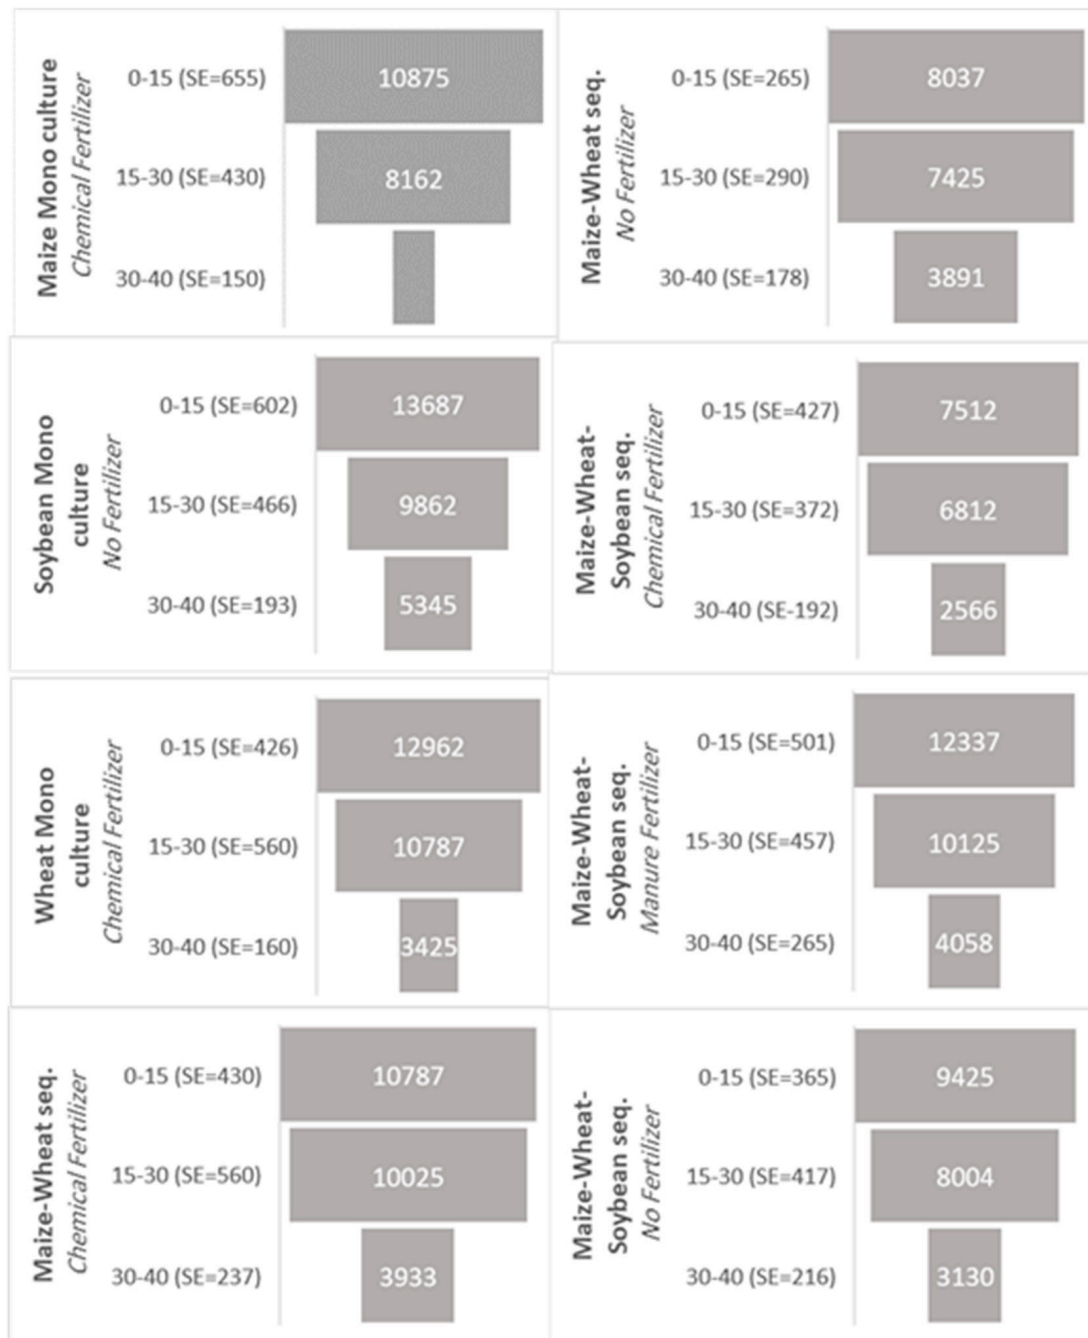 Maize Mono culture
Chemical Fertilizer
0-15 (SE=655)
10875
15-30 (SE=430)
8162
30-40 (SE=150)
Maize-Wheat seq.
No Fertilizer
0-15 (SE=265)
8037
15-30 (SE=290)
7425
30-40 (SE=178)
3891
Soybean Mono
culture
No Fertilizer
0-15 (SE=602)
13687
15-30 (SE=466)
9862
30-40 (SE=193)
5345
Maize-Wheat-
Soybean seq.
Chemical Fertilizer
0-15 (SE=427)
7512
15-30 (SE=372)
6812
30-40 (SE-192)
2566
Wheat Mono
culture
Chemical Fertilizer
0-15 (SE=426)
12962
15-30 (SE=560)
10787
30-40 (SE=160)
3425
Maize-Wheat-
Soybean seq.
Manure Fertilizer
0-15 (SE=501)
12337
15-30 (SE=457)
10125
30-40 (SE=265)
4058
Maize-Wheat seq.
Chemical Fertilizer
0-15 (SE=430)
10787
15-30 (SE=560)
10025
30-40 (SE=237)
3933
Maize-Wheat-
Soybean seq.
No Fertilizer
0-15 (SE=365)
9425
15-30 (SE=417)
8004
30-40 (SE=216)
3130